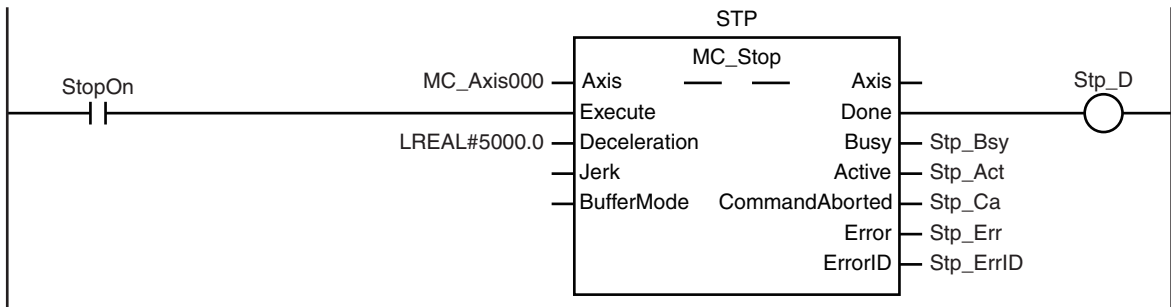 STP
MC_Stop
MC_Axis000 Axis Axis
StopOn Stp_D
Execute Done
LREAL#5000.0 Deceleration Busy Stp_Bsy
Jerk Active Stp_Act
BufferMode CommandAborted Stp_Ca
Error Stp_Err
ErrorID Stp_ErrID